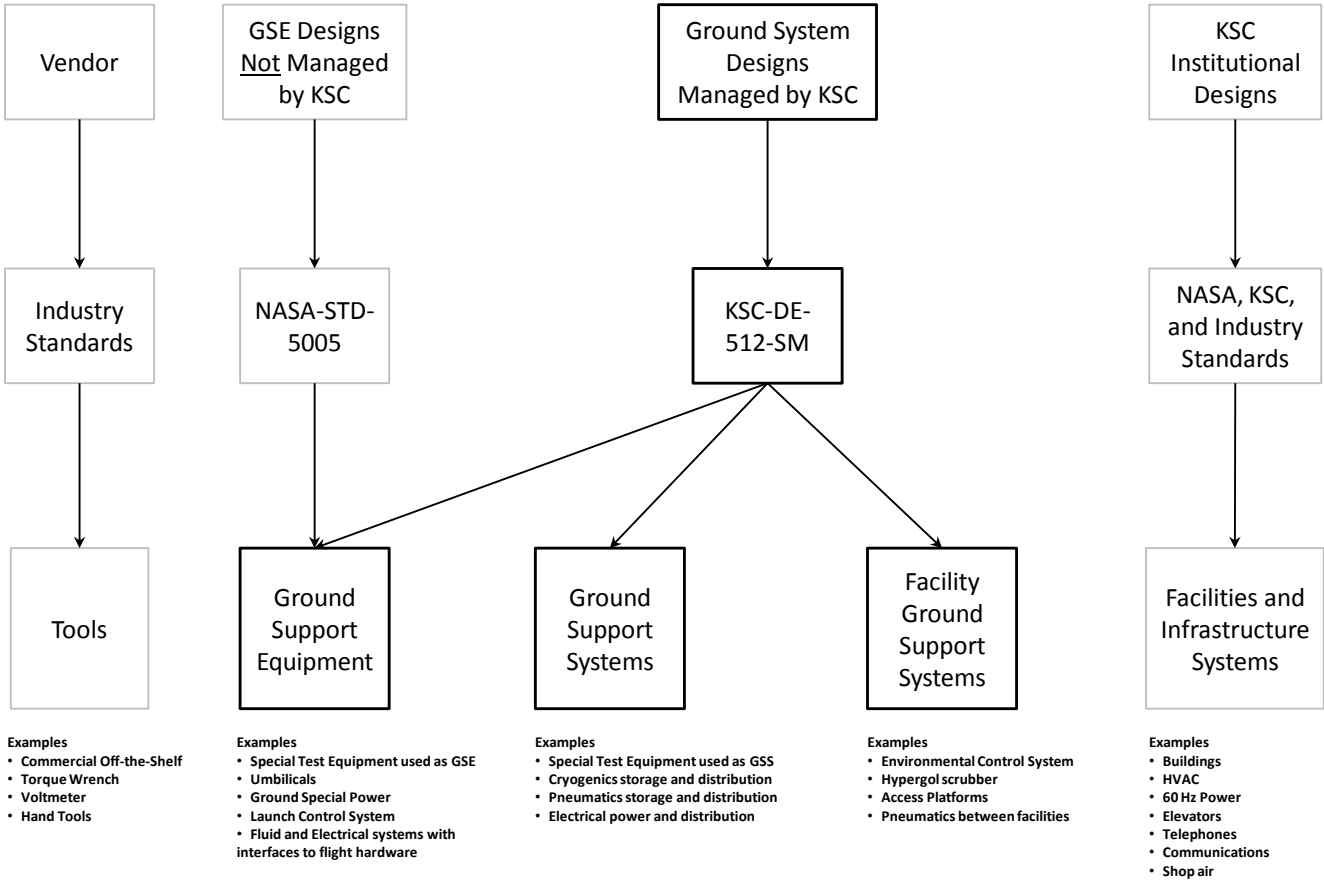 Vendor
GSE Designs
Not Managed
by KSC
Ground System
Designs
Managed by KSC
KSC
Institutional
Designs
Industry
Standards
NASA-STD-
5005
KSC-DE-
512-SM
NASA, KSC,
and Industry
Standards
Tools
Ground
Support
Equipment
Ground
Support
Systems
Facility
Ground
Support
Systems
Facilities and
Infrastructure
Systems
Examples
• Commercial Off-the-Shelf
• Torque Wrench
• Voltmeter
• Hand Tools
Examples
• Special Test Equipment used as GSE
• Umbilicals
• Ground Special Power
• Launch Control System
• Fluid and Electrical systems with
interfaces to flight hardware
Examples
• Special Test Equipment used as GSS
• Cryogenics storage and distribution
• Pneumatics storage and distribution
• Electrical power and distribution
Examples
• Environmental Control System
• Hypergol scrubber
• Access Platforms
• Pneumatics between facilities
Examples
• Buildings
• HVAC
• 60 Hz Power
• Elevators
• Telephones
• Communications
• Shop air